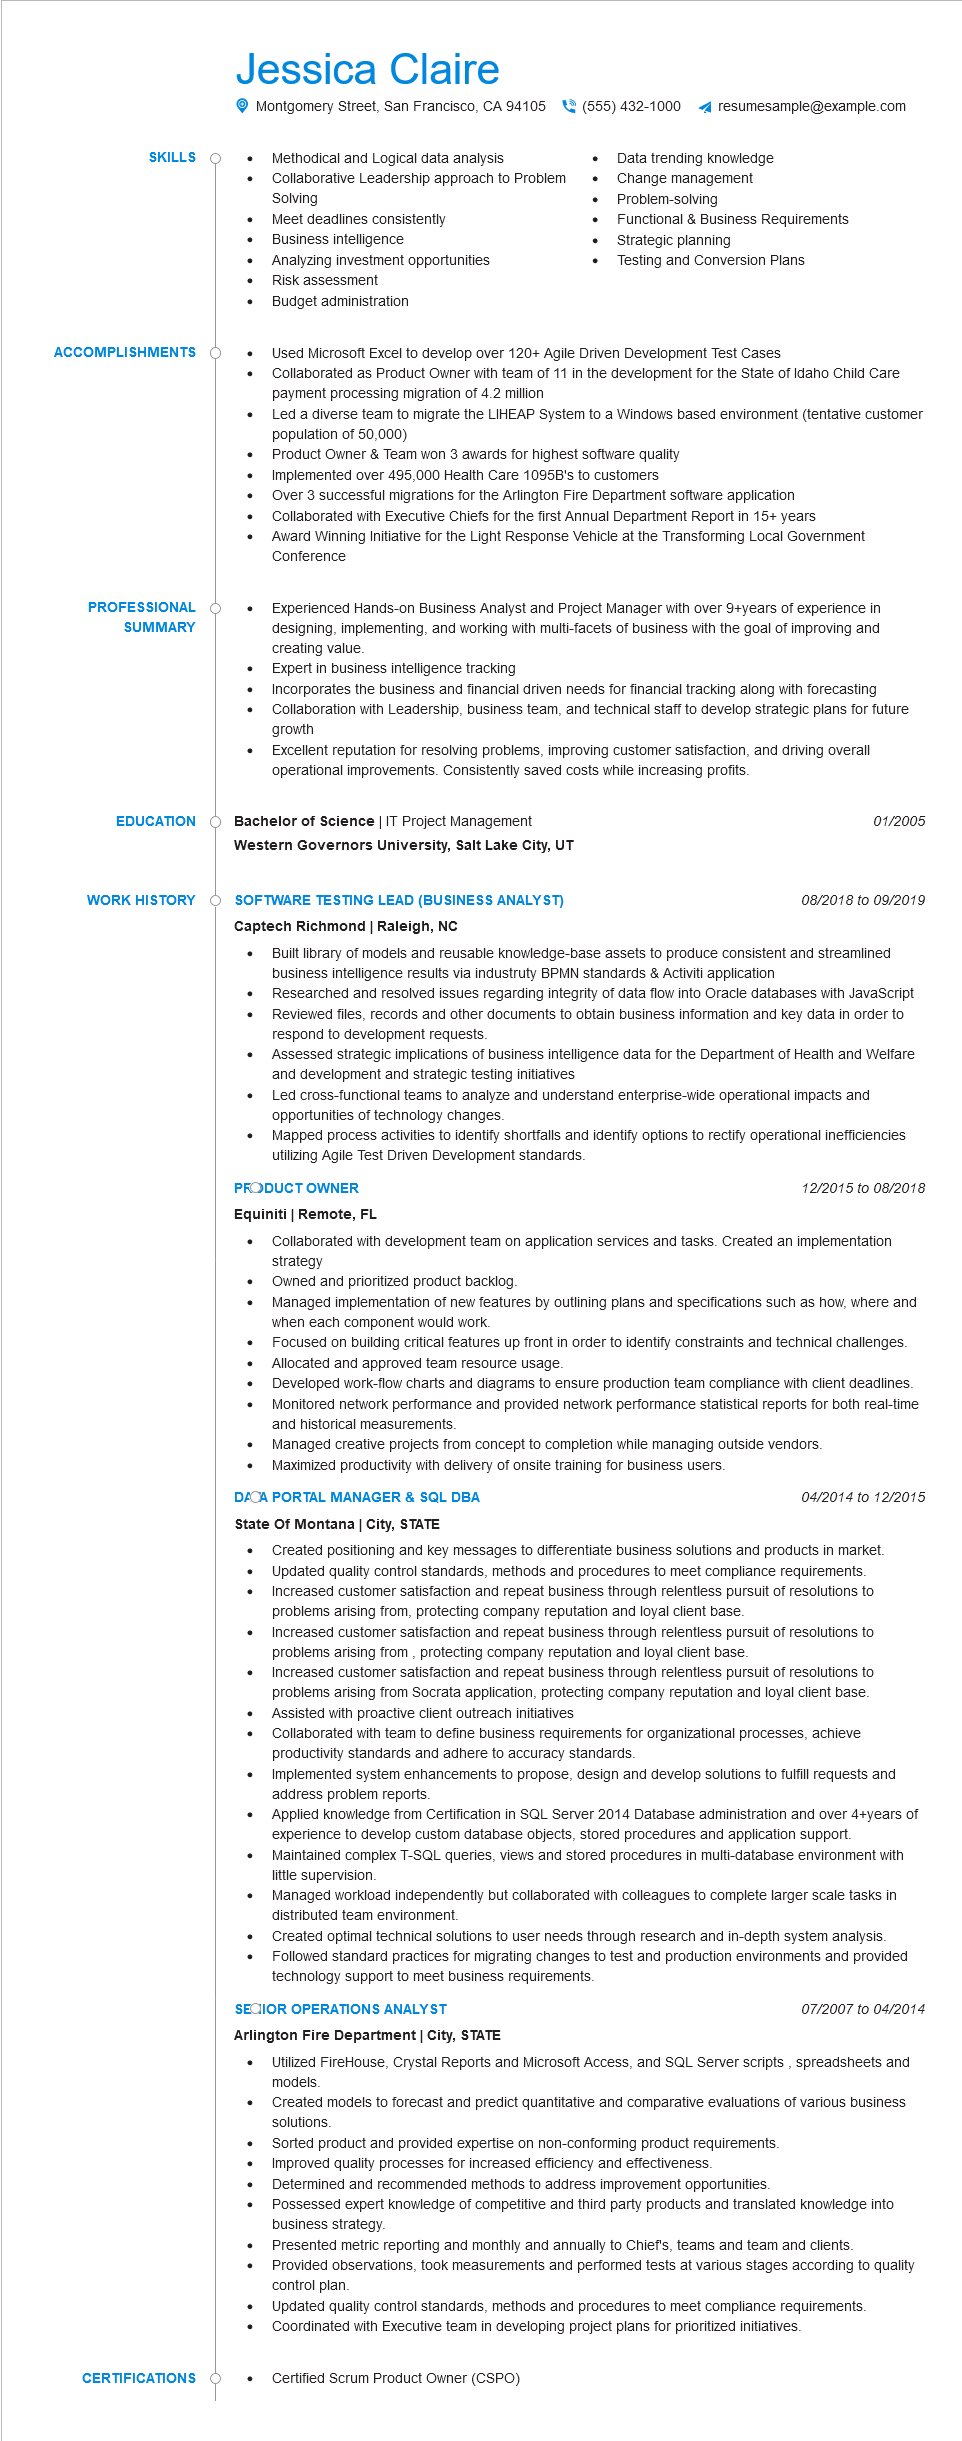 Jessica Claire
Montgomery Street, San Francisco, CA 94105 (555) 432-1000 resumesample@example.com
SKILLS
• Methodical and Logical data analysis
• Collaborative Leadership approach to Problem
Solving
• Meet deadlines consistently
• Business intelligence
• Analyzing investment opportunities
• Risk assessment
• Budget administration
• Data trending knowledge
• Change management
• Problem-solving
• Functional & Business Requirements
• Strategic planning
• Testing and Conversion Plans
ACCOMPLISHMENTS
• Used Microsoft Excel to develop over 120+ Agile Driven Development Test Cases
• Collaborated as Product Owner with team of 11 in the development for the State of Idaho Child Care
payment processing migration of 4.2 million
• Led a diverse team to migrate the LIHEAP System to a Windows based environment (tentative customer
population of 50,000)
• Product Owner & Team won 3 awards for highest software quality
• Implemented over 495,000 Health Care 1095B's to customers
• Over 3 successful migrations for the Arlington Fire Department software application
• Collaborated with Executive Chiefs for the first Annual Department Report in 15+ years
• Award Winning Initiative for the Light Response Vehicle at the Transforming Local Government
Conference
PROFESSIONAL
SUMMARY
• Experienced Hands-on Business Analyst and Project Manager with over 9+years of experience in
designing, implementing, and working with multi-facets of business with the goal of improving and
creating value.
• Expert in business intelligence tracking
• Incorporates the business and financial driven needs for financial tracking along with forecasting
• Collaboration with Leadership, business team, and technical staff to develop strategic plans for future
growth
• Excellent reputation for resolving problems, improving customer satisfaction, and driving overall
operational improvements. Consistently saved costs while increasing profits.
EDUCATION
Bachelor of Science | IT Project Management 01/2005
Western Governors University, Salt Lake City, UT
WORK HISTORY
SOFTWARE TESTING LEAD (BUSINESS ANALYST) 08/2018 to 09/2019
Captech Richmond | Raleigh, NC
• Built library of models and reusable knowledge-base assets to produce consistent and streamlined
business intelligence results via industruty BPMN standards & Activiti application
• Researched and resolved issues regarding integrity of data flow into Oracle databases with JavaScript
• Reviewed files, records and other documents to obtain business information and key data in order to
respond to development requests.
• Assessed strategic implications of business intelligence data for the Department of Health and Welfare
and development and strategic testing initiatives
• Led cross-functional teams to analyze and understand enterprise-wide operational impacts and
opportunities of technology changes.
• Mapped process activities to identify shortfalls and identify options to rectify operational inefficiencies
utilizing Agile Test Driven Development standards.
PRODUCT OWNER 12/2015 to 08/2018
Equiniti | Remote, FL
• Collaborated with development team on application services and tasks. Created an implementation
strategy
• Owned and prioritized product backlog.
• Managed implementation of new features by outlining plans and specifications such as how, where and
when each component would work.
• Focused on building critical features up front in order to identify constraints and technical challenges.
• Allocated and approved team resource usage.
• Developed work-flow charts and diagrams to ensure production team compliance with client deadlines.
• Monitored network performance and provided network performance statistical reports for both real-time
and historical measurements.
• Managed creative projects from concept to completion while managing outside vendors.
• Maximized productivity with delivery of onsite training for business users.
DATA PORTAL MANAGER & SQL DBA 04/2014 to 12/2015
State Of Montana | City, STATE
• Created positioning and key messages to differentiate business solutions and products in market.
• Updated quality control standards, methods and procedures to meet compliance requirements.
• Increased customer satisfaction and repeat business through relentless pursuit of resolutions to
problems arising from, protecting company reputation and loyal client base.
• Increased customer satisfaction and repeat business through relentless pursuit of resolutions to
problems arising from , protecting company reputation and loyal client base.
• Increased customer satisfaction and repeat business through relentless pursuit of resolutions to
problems arising from Socrata application, protecting company reputation and loyal client base.
• Assisted with proactive client outreach initiatives
• Collaborated with team to define business requirements for organizational processes, achieve
productivity standards and adhere to accuracy standards.
• Implemented system enhancements to propose, design and develop solutions to fulfill requests and
address problem reports.
• Applied knowledge from Certification in SQL Server 2014 Database administration and over 4+years of
experience to develop custom database objects, stored procedures and application support.
• Maintained complex T-SQL queries, views and stored procedures in multi-database environment with
little supervision.
• Managed workload independently but collaborated with colleagues to complete larger scale tasks in
distributed team environment.
• Created optimal technical solutions to user needs through research and in-depth system analysis.
• Followed standard practices for migrating changes to test and production environments and provided
technology support to meet business requirements.
SENIOR OPERATIONS ANALYST 07/2007 to 04/2014
Arlington Fire Department | City, STATE
• Utilized FireHouse, Crystal Reports and Microsoft Access, and SQL Server scripts , spreadsheets and
models.
• Created models to forecast and predict quantitative and comparative evaluations of various business
solutions.
• Sorted product and provided expertise on non-conforming product requirements.
• Improved quality processes for increased efficiency and effectiveness.
• Determined and recommended methods to address improvement opportunities.
• Possessed expert knowledge of competitive and third party products and translated knowledge into
business strategy.
• Presented metric reporting and monthly and annually to Chief's, teams and team and clients.
• Provided observations, took measurements and performed tests at various stages according to quality
control plan.
• Updated quality control standards, methods and procedures to meet compliance requirements.
• Coordinated with Executive team in developing project plans for prioritized initiatives.
CERTIFICATIONS
• Certified Scrum Product Owner (CSPO)